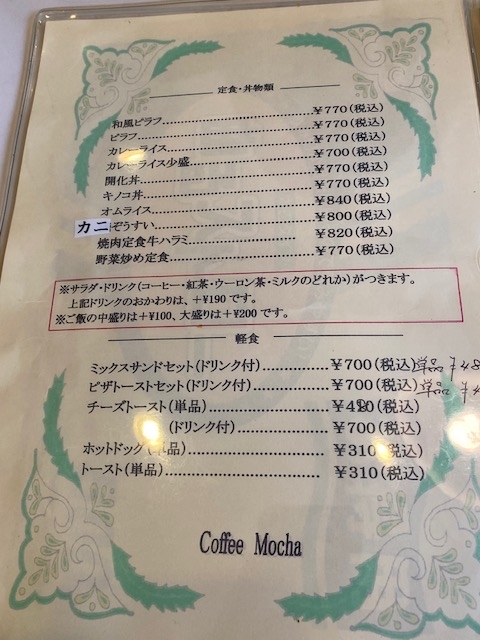 定食・丼物類
和風ピラフ……………………¥770(税込)
ピラフ……………………¥770(税込)
カレーライス……………………¥770(税込)
カレーライス少盛……………………¥700(税込)
開化丼……………………¥770(税込)
キノコ丼……………………¥770(税込)
オムライス……………………¥840(税込)
カニぞうすい……………………¥800(税込)
焼肉定食牛ハラミ……………………¥820(税込)
野菜炒め定食……………………¥770(税込)
※サラダ・ドリンク(コーヒー・紅茶・ウーロン茶・ミルクのどれか)がつきます。
上記ドリンクのおかわりは、+¥190です。
※ご飯の中盛りは+¥100、大盛りは+¥200です。
軽食
ミックスサンドセット(ドリンク付)…………¥700(税込)単品
ピザトーストセット(ドリンク付)…………¥700(税込)単品
チーズトースト(単品)……………………(税込)
(ドリンク付)………………¥700(税込)
ホットドッグ(単品)……………………¥310(税込)
トースト(単品)……………………¥310(税込)
Coffee Mocha